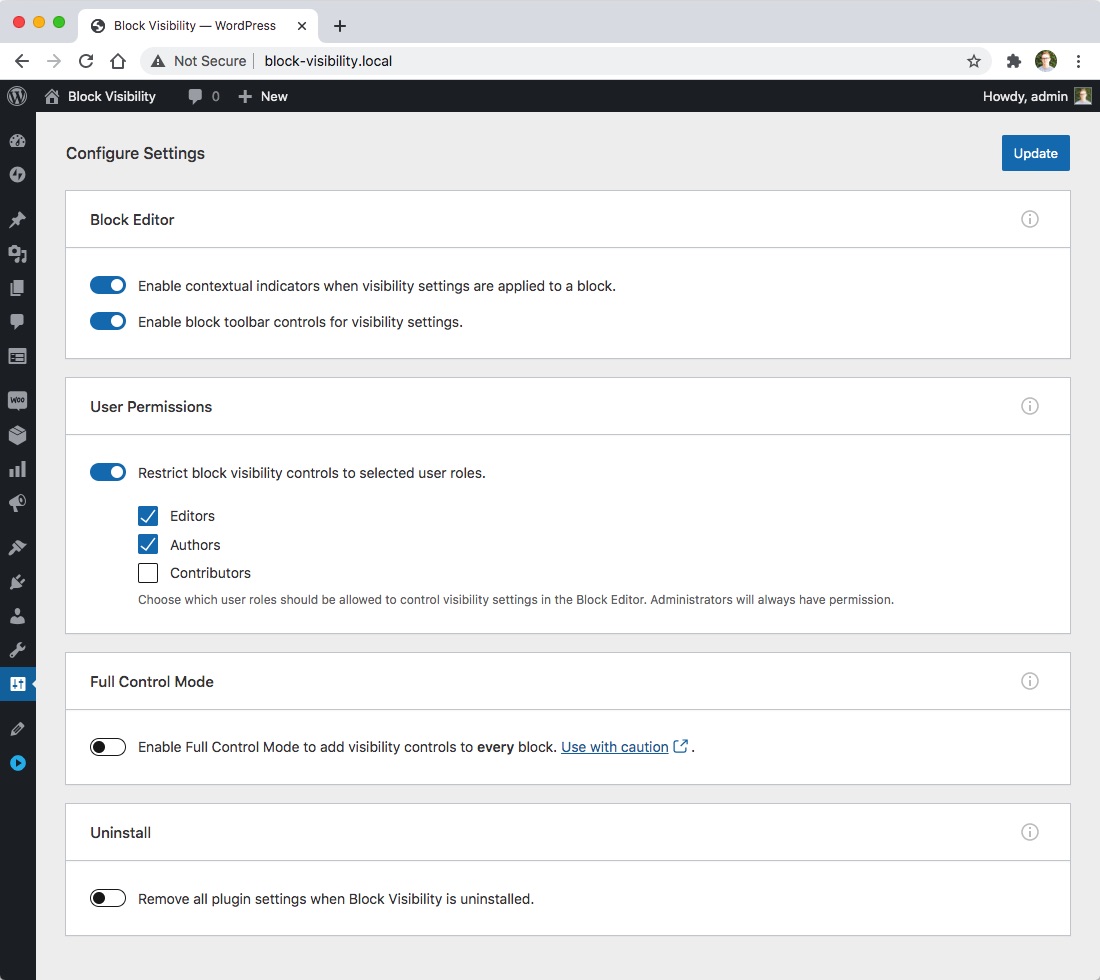 Block Visibility — WordPress
Not Secure
block-visibility.local
Block Visibility
0
New
Howdy, admin
Configure Settings
Update
Block Editor
Enable contextual indicators when visibility settings are applied to a block.
Enable block toolbar controls for visibility settings.
User Permissions
Woo
Restrict block visibility controls to selected user roles.
Editors
Authors
Contributors
Choose which user roles should be allowed to control visibility settings in the Block Editor. Administrators will always have permission.
Full Control Mode
Enable Full Control Mode to add visibility controls to every block. Use with caution .
Uninstall
Remove all plugin settings when Block Visibility is uninstalled.